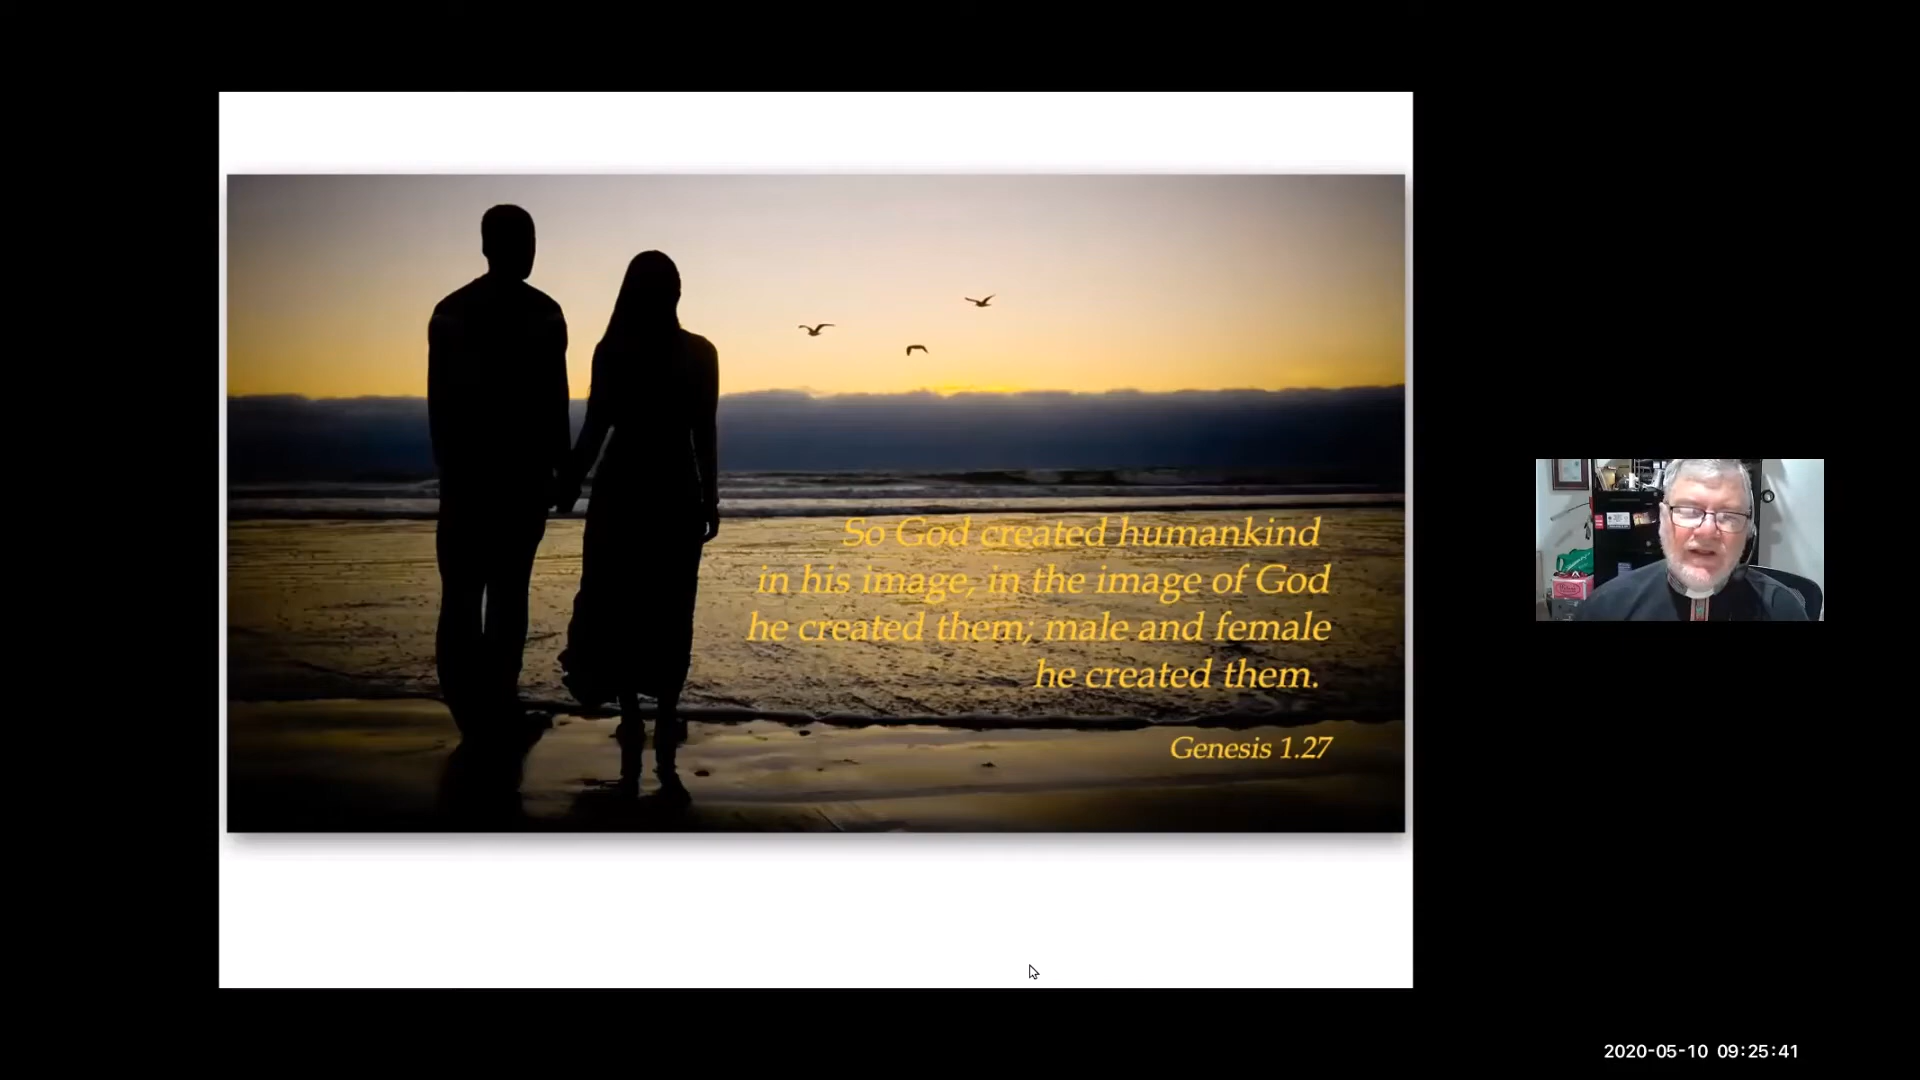 So God created humankind
in his image, in the image of God
he created them; male and female
he created them.
Genesis 1.27
2020-05-10 09:25:41